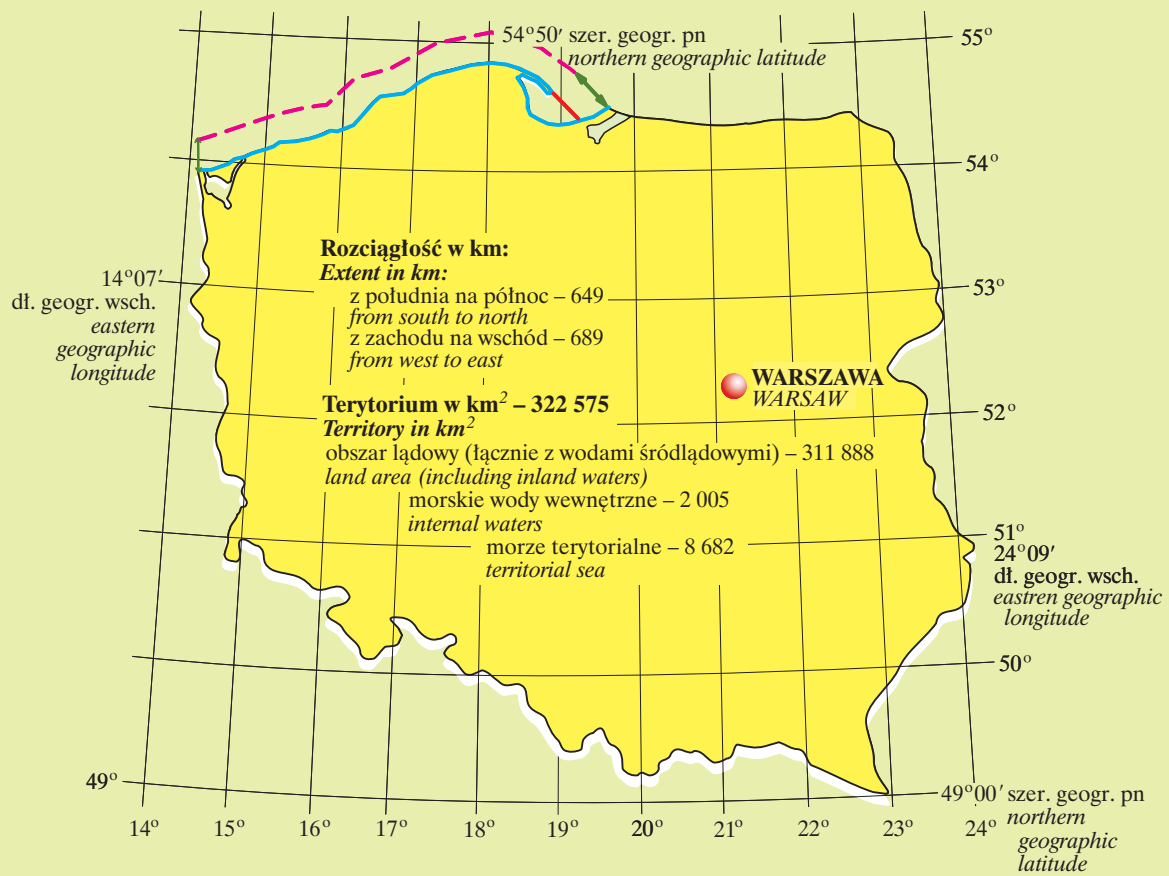 54°50′ szer. geogr. pn
northern geographic latitude
55°
54°
14°07′
dł. geogr. wsch.
eastern
geographic
longitude
Rozciągłość w km:
Extent in km:
z południa na północ – 649
from south to north
z zachodu na wschód – 689
from west to east
53°
WARSZAWA
WARSAW
Terytorium w km² – 322 575
Territory in km²
52°
obszar lądowy (łącznie z wodami śródlądowymi) – 311 888
land area (including inland waters)
morskie wody wewnętrzne – 2 005
internal waters
morze terytorialne – 8 682
territorial sea
51°
24°09′
dł. geogr. wsch.
eastren geographic
longitude
50°
49°
49°00′ szer. geogr. pn
northern
geographic
latitude
14° 15° 16° 17° 18° 19° 20° 21° 22° 23° 24°